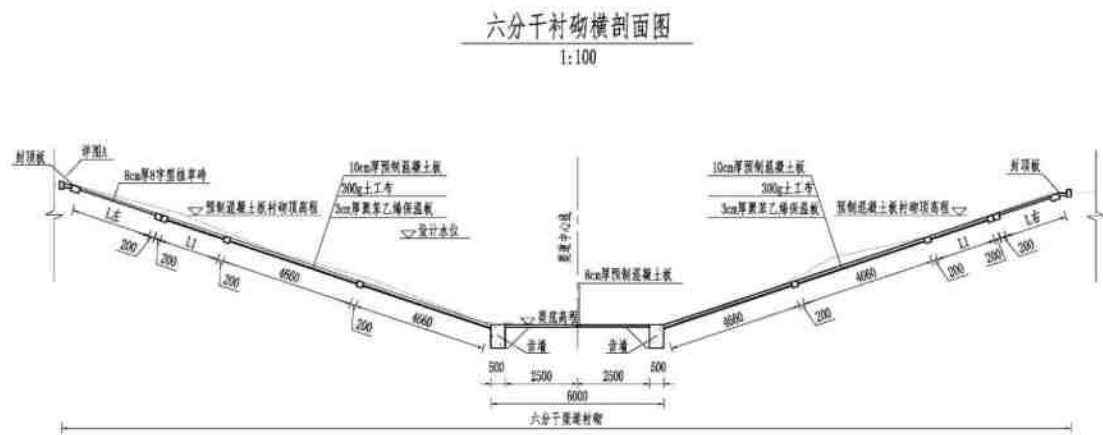 六分干衬砌横剖面图
1:100
封顶板
详图A
8cm厚8字型植草砖
10cm厚预制混凝土板
300g土工布
3cm厚聚苯乙烯保温板
预制混凝土板衬砌顶高程
设计水位
渠道中心线
10cm厚预制混凝土板
300g土工布
3cm厚聚苯乙烯保温板
预制混凝土板衬砌顶高程
封顶板
L左
200
200
L1
200
4660
200
4660
渠底高程
8cm厚预制混凝土板
齿墙
齿墙
4660
200
4660
200
L1
200
200
L右
500
2500
2500
500
6000
六分干渠道衬砌